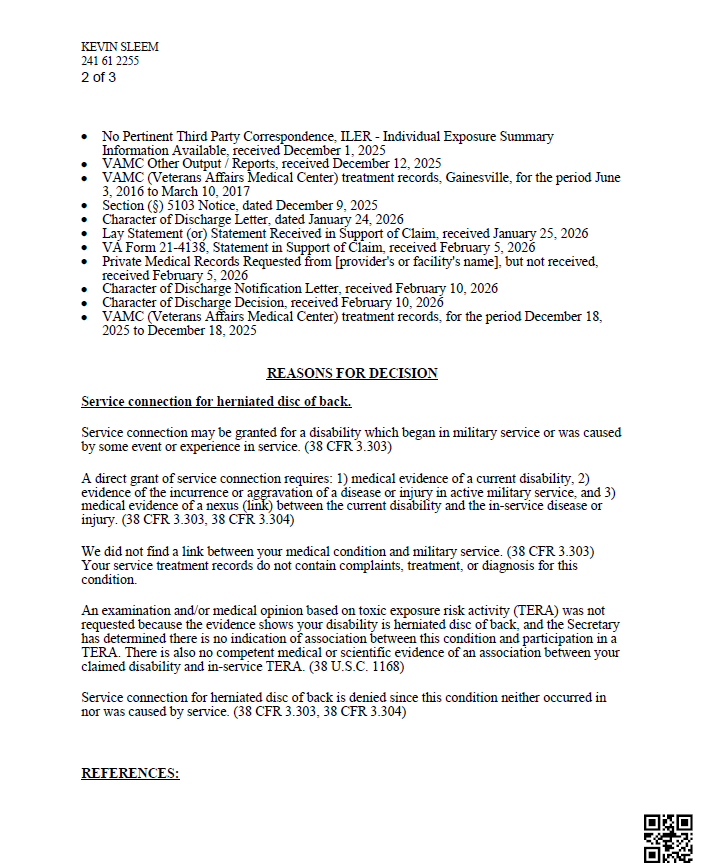 KEVIN SLEEM
241 61 2255
2 of 3
• No Pertinent Third Party Correspondence, ILER - Individual Exposure Summary
Information Available, received December 1, 2025
• VAMC Other Output / Reports, received December 12, 2025
• VAMC (Veterans Affairs Medical Center) treatment records, Gainesville, for the period June
3, 2016 to March 10, 2017
• Section (§) 5103 Notice, dated December 9, 2025
• Character of Discharge Letter, dated January 24, 2026
• Lay Statement (or) Statement Received in Support of Claim, received January 25, 2026
• VA Form 21-4138, Statement in Support of Claim, received February 5, 2026
• Private Medical Records Requested from [provider's or facility's name], but not received,
received February 5, 2026
• Character of Discharge Notification Letter, received February 10, 2026
• Character of Discharge Decision, received February 10, 2026
• VAMC (Veterans Affairs Medical Center) treatment records, for the period December 18,
2025 to December 18, 2025
REASONS FOR DECISION
Service connection for herniated disc of back.
Service connection may be granted for a disability which began in military service or was caused
by some event or experience in service. (38 CFR 3.303)
A direct grant of service connection requires: 1) medical evidence of a current disability, 2)
evidence of the incurrence or aggravation of a disease or injury in active military service, and 3)
medical evidence of a nexus (link) between the current disability and the in-service disease or
injury. (38 CFR 3.303, 38 CFR 3.304)
We did not find a link between your medical condition and military service. (38 CFR 3.303)
Your service treatment records do not contain complaints, treatment, or diagnosis for this
condition.
An examination and/or medical opinion based on toxic exposure risk activity (TERA) was not
requested because the evidence shows your disability is herniated disc of back, and the Secretary
has determined there is no indication of association between this condition and participation in a
TERA. There is also no competent medical or scientific evidence of an association between your
claimed disability and in-service TERA. (38 U.S.C. 1168)
Service connection for herniated disc of back is denied since this condition neither occurred in
nor was caused by service. (38 CFR 3.303, 38 CFR 3.304)
REFERENCES: